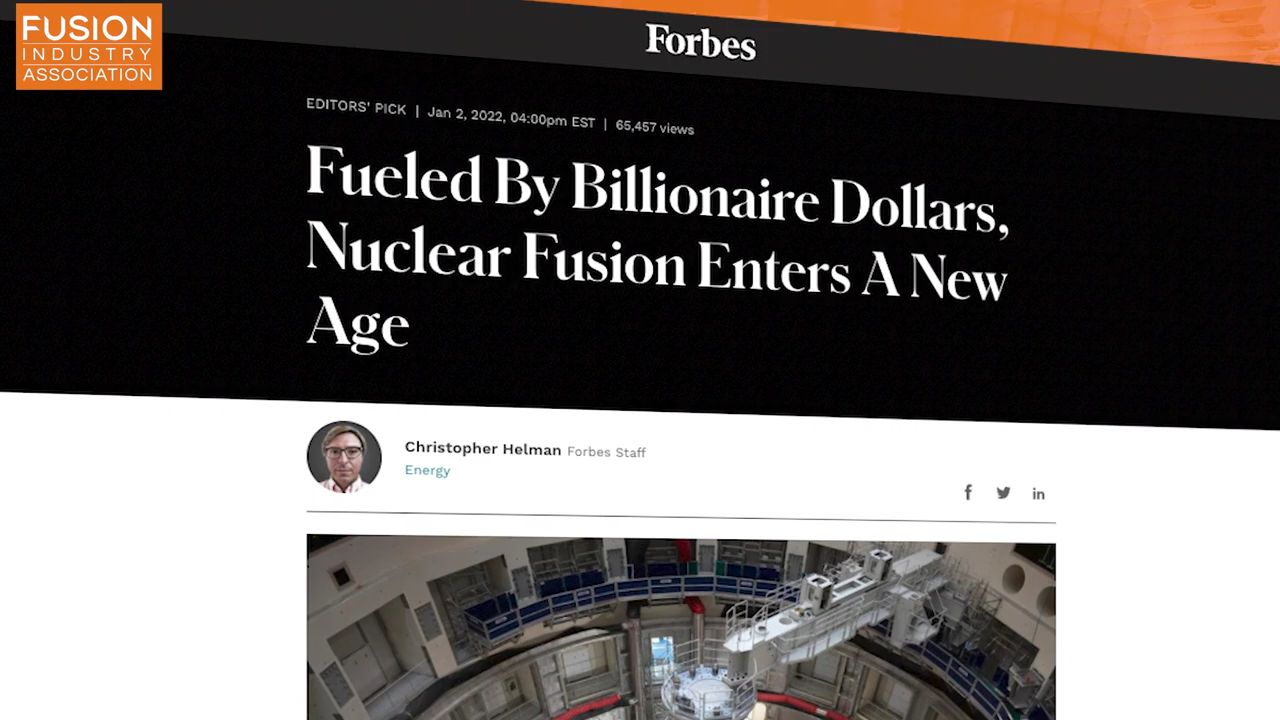 FUSION
INDUSTRY
ASSOCIATION
Forbes
EDITORS' PICK | Jan 2, 2022, 04:00pm EST | 65,457 views
Fueled By Billionaire Dollars,
Nuclear Fusion Enters A New
Age
Christopher Helman Forbes Staff
Energy